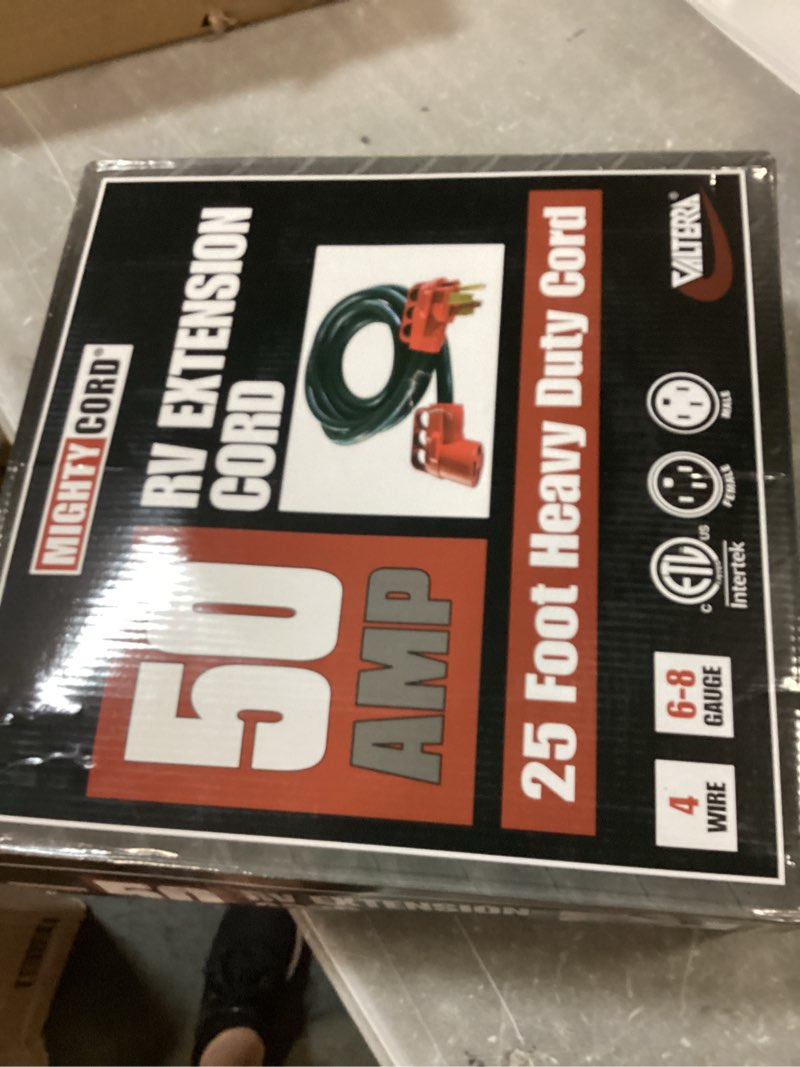 MIGHTY CORD®
50
AMP
RV EXTENSION
CORD
25 Foot Heavy Duty Cord
4
WIRE
6-8
GAUGE
C ETL US
Intertek
FEMALE
MALE
VALTERRA®
50 RV EXTENSION